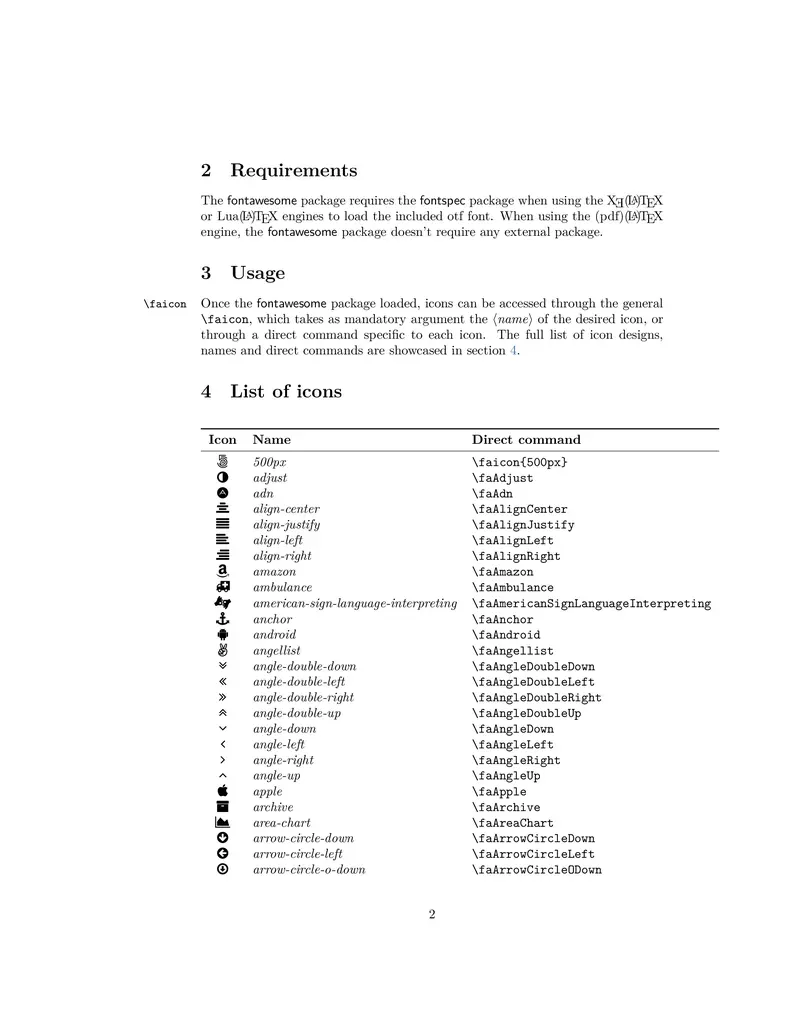 2 Requirements
The fontawesome package requires the fontspec package when using the XƎ(LA)TEX
or Lua(LA)TEX engines to load the included otf font. When using the (pdf)(LA)TEX
engine, the fontawesome package doesn't require any external package.
3 Usage
\faicon Once the fontawesome package loaded, icons can be accessed through the general
\faicon, which takes as mandatory argument the ⟨name⟩ of the desired icon, or
through a direct command specific to each icon. The full list of icon designs,
names and direct commands are showcased in section 4.
4 List of icons
Icon Name Direct command
500px \faicon{500px}
adjust \faAdjust
adn \faAdn
align-center \faAlignCenter
align-justify \faAlignJustify
align-left \faAlignLeft
align-right \faAlignRight
amazon \faAmazon
ambulance \faAmbulance
american-sign-language-interpreting \faAmericanSignLanguageInterpreting
anchor \faAnchor
android \faAndroid
angellist \faAngellist
angle-double-down \faAngleDoubleDown
angle-double-left \faAngleDoubleLeft
angle-double-right \faAngleDoubleRight
angle-double-up \faAngleDoubleUp
angle-down \faAngleDown
angle-left \faAngleLeft
angle-right \faAngleRight
angle-up \faAngleUp
apple \faApple
archive \faArchive
area-chart \faAreaChart
arrow-circle-down \faArrowCircleDown
arrow-circle-left \faArrowCircleLeft
arrow-circle-o-down \faArrowCircleODown
2